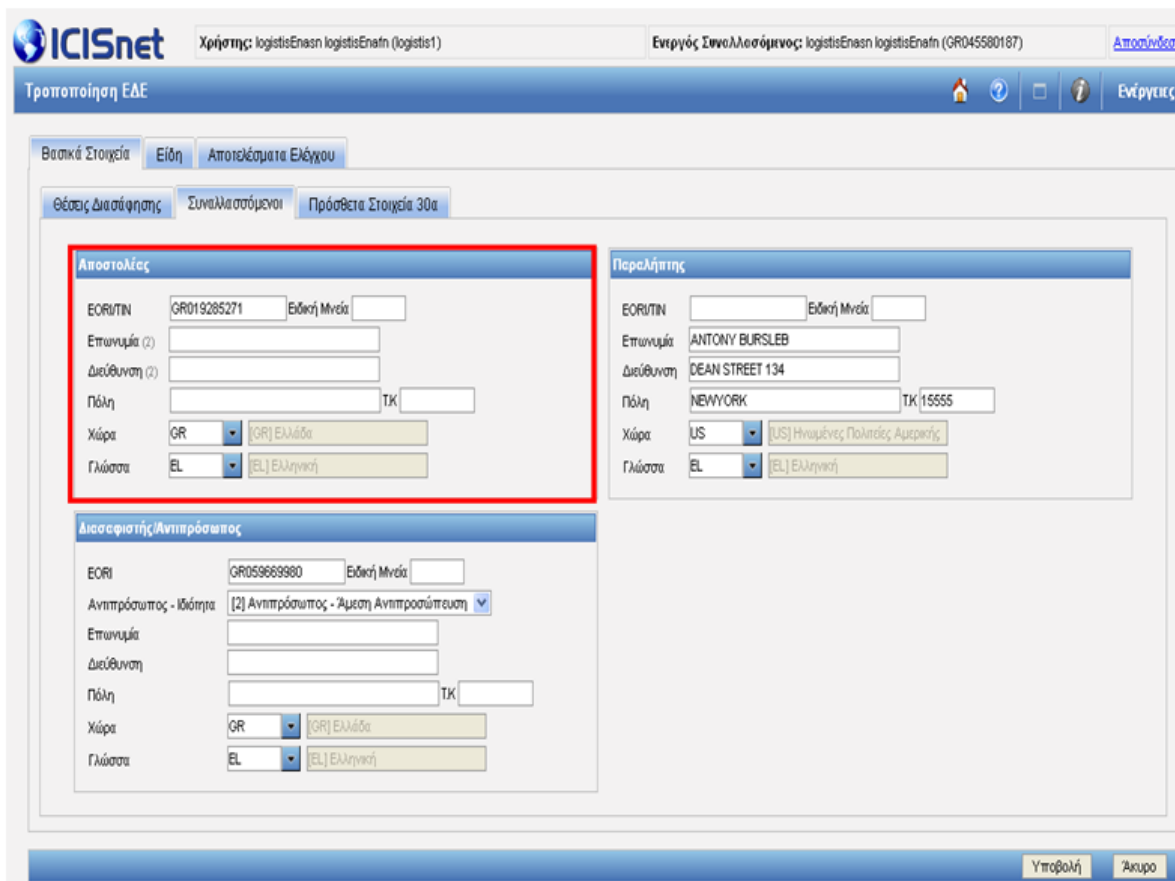 ICISnet Χρήστης: logistisEnasn logistisEnafn (logistis1) Ενεργός Συναλλασόμενος: logistisEnasn logistisEnafn (GR045580187) Αποσύνδεσ
Τροποποίηση ΕΔΕ Ενέργειες
Βασικά Στοιχεία Είδη Αποτελέσματα Ελέγχου
Θέσεις Διασάφησης Συναλλασσόμενοι Πρόσθετα Στοιχεία 30α
Αποστολέας
EORI/TIN GR019285271 Ειδική Μνεία
Επωνυμία (2)
Διεύθυνση (2)
Πόλη Τ.Κ
Χώρα GR [GR] Ελλάδα
Γλώσσα EL [EL] Ελληνική
Παραλήπτης
EORI/TIN Ειδική Μνεία
Επωνυμία ANTONY BURSLEB
Διεύθυνση DEAN STREET 134
Πόλη NEWYORK Τ.Κ 15555
Χώρα US [US] Ηνωμένες Πολιτείες Αμερικής
Γλώσσα EL [EL] Ελληνική
Διασαφιστής/Αντιπρόσωπος
EORI GR059669980 Ειδική Μνεία
Αντιπρόσωπος - Ιδιότητα [2] Αντιπρόσωπος - Άμεση Αντιπροσώπευση
Επωνυμία
Διεύθυνση
Πόλη Τ.Κ
Χώρα GR [GR] Ελλάδα
Γλώσσα EL [EL] Ελληνική
Υποβολή Άκυρο